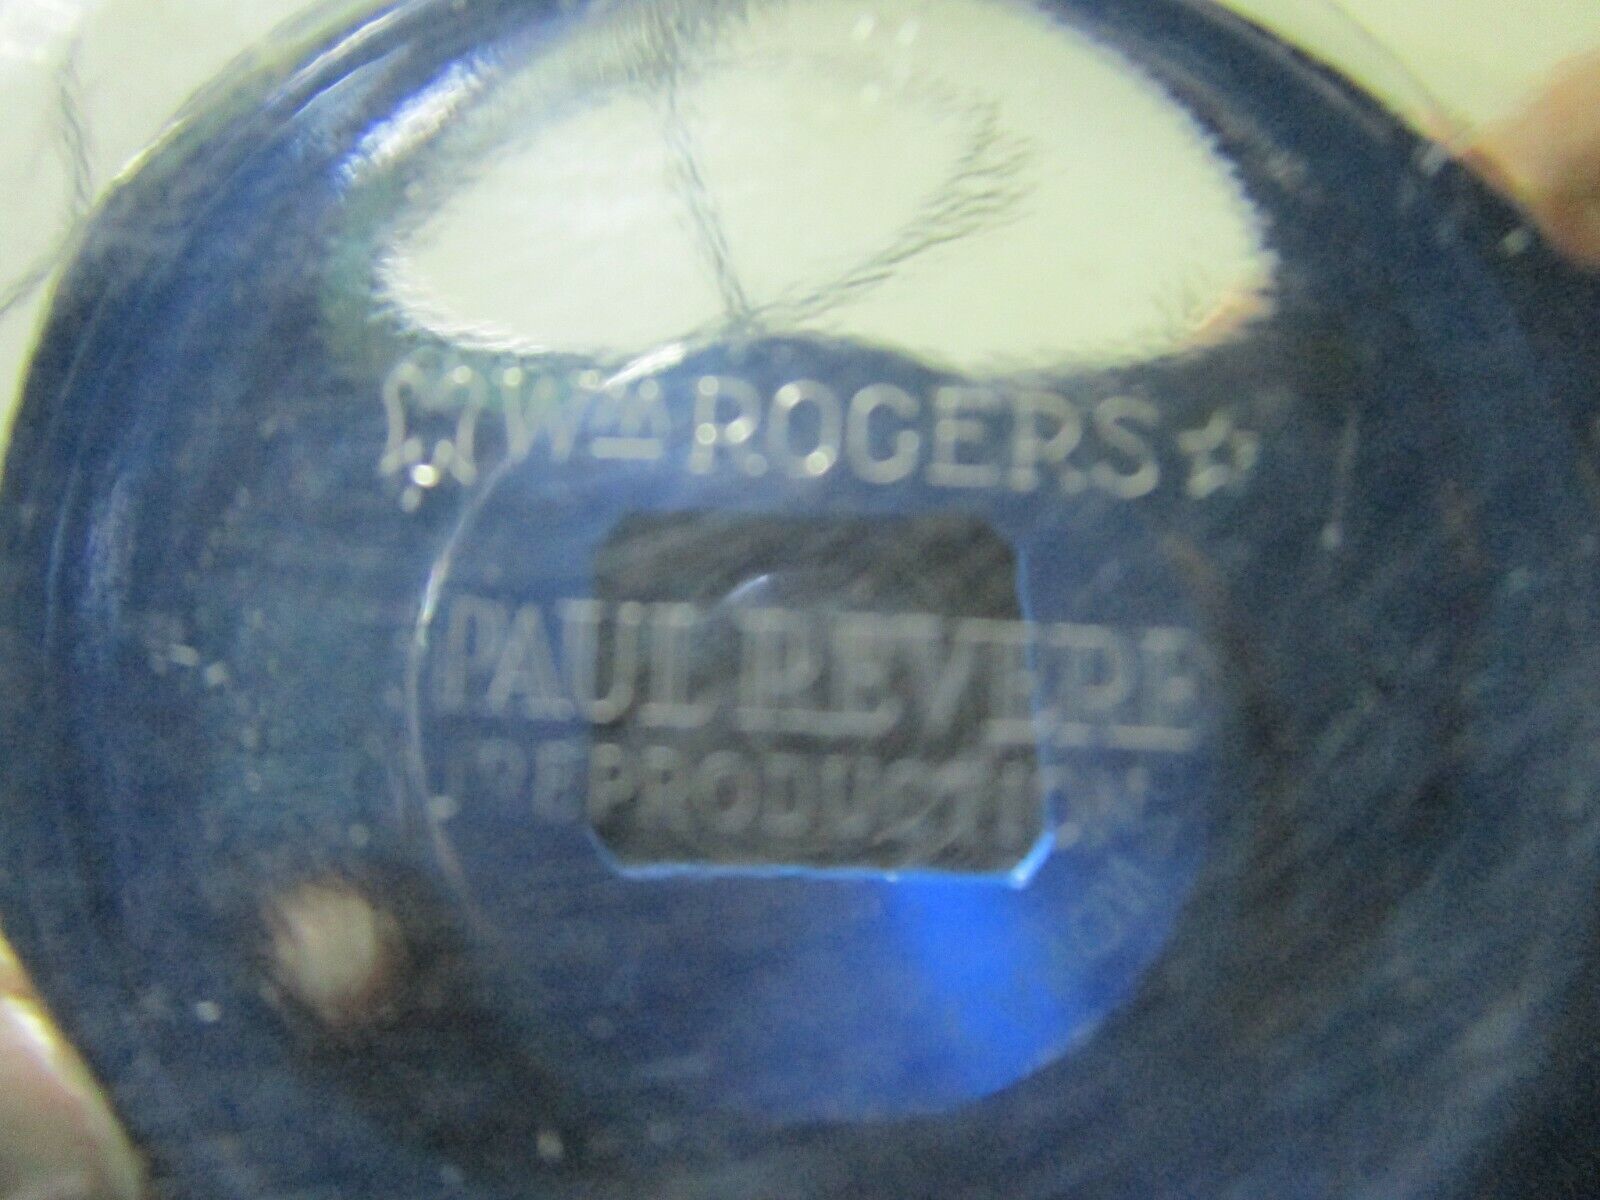 Wm ROGERS ☆
PAUL REVERE
REPRODUCTION